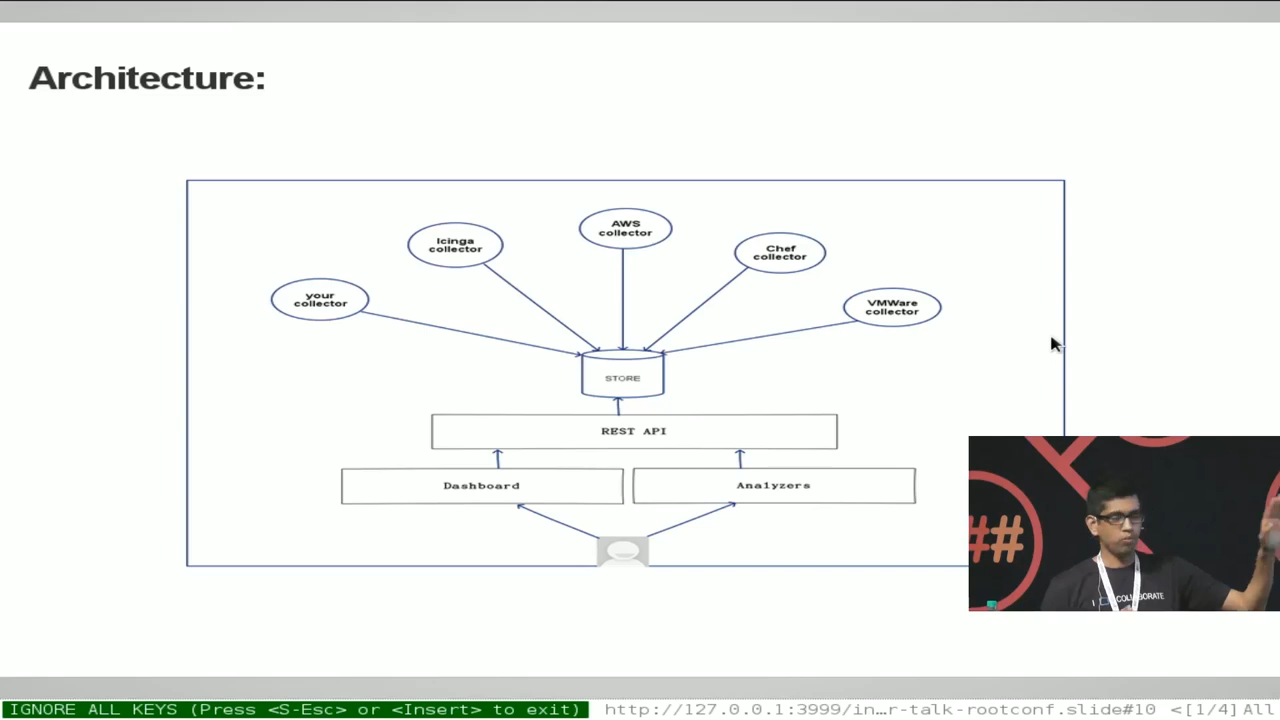 Architecture:
AWS
collector
Icinga
collector
Chef
collector
your
collector
VMWare
collector
STORE
REST API
Dashboard
Analyzers
##
COLLABORATE
IGNORE ALL KEYS (Press <S-Esc> or <Insert> to exit)
http://127.0.0.1:3999/in…r-talk-rootconf.slide#10 <[1/4]All